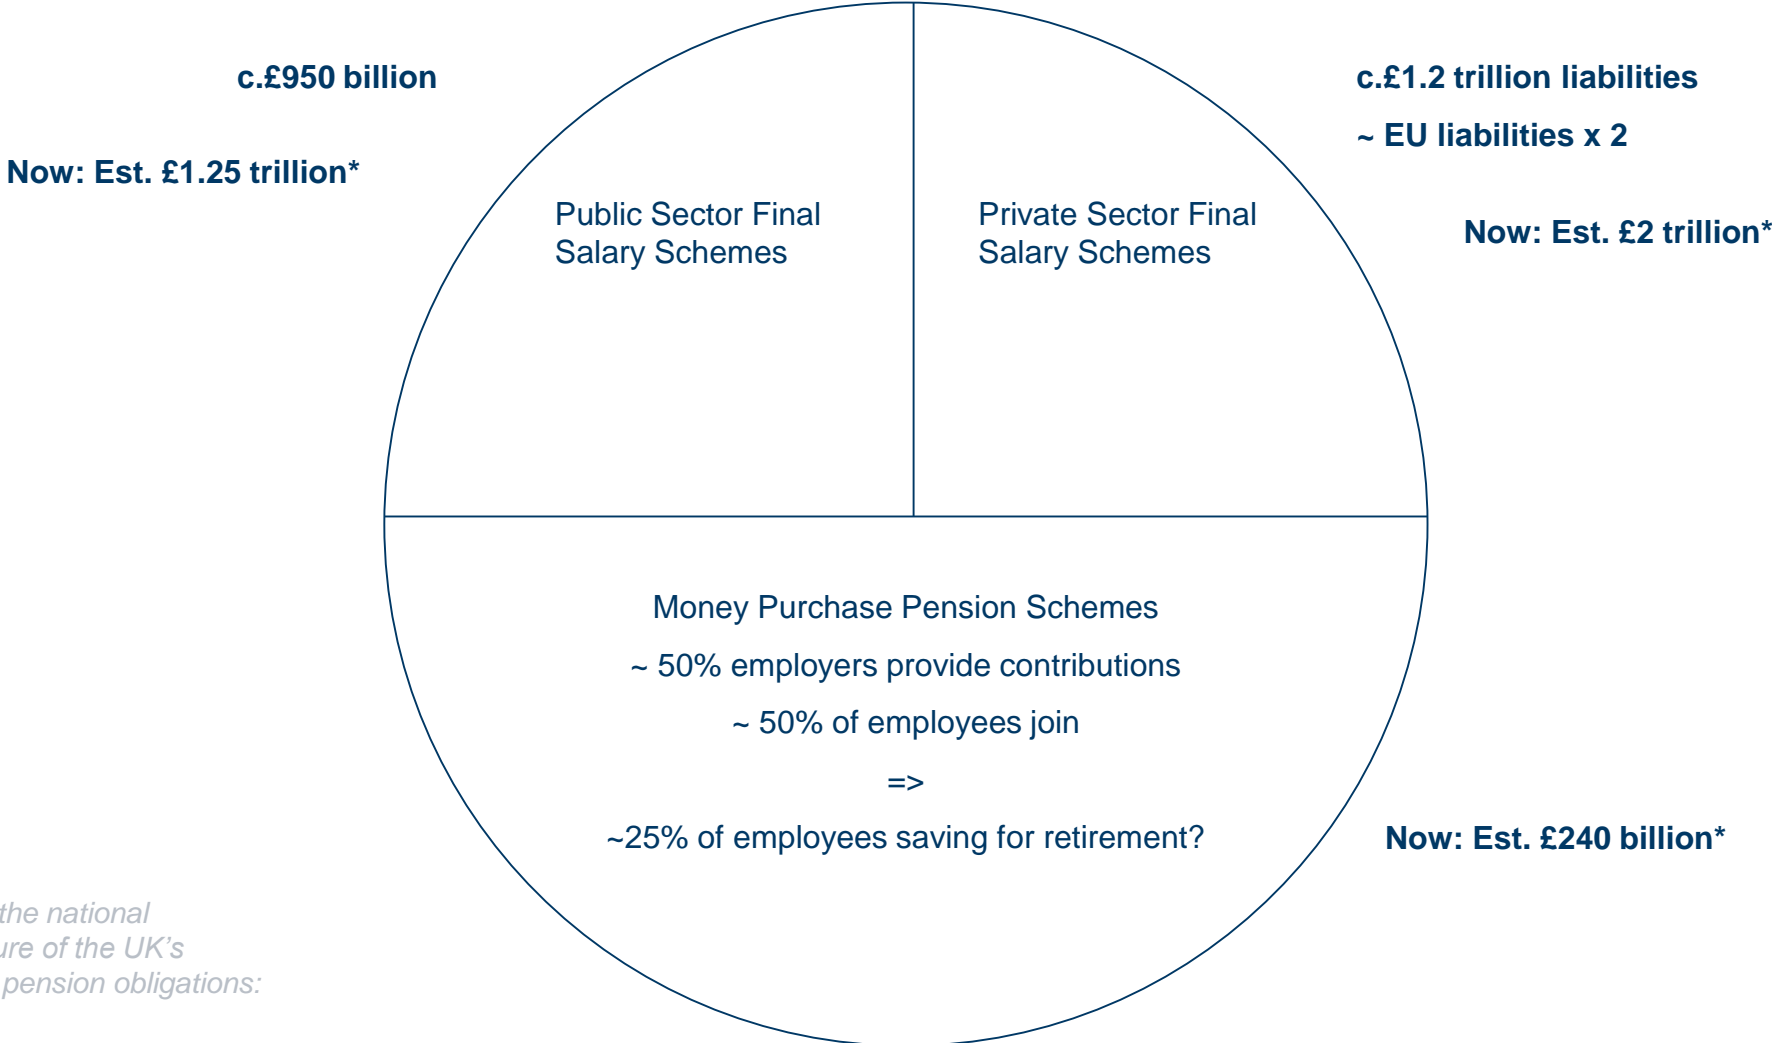 c.£950 billion
Now: Est. £1.25 trillion*
c.£1.2 trillion liabilities
~ EU liabilities x 2
Now: Est. £2 trillion*
Public Sector Final
Salary Schemes
Private Sector Final
Salary Schemes
Money Purchase Pension Schemes
~ 50% employers provide contributions
~ 50% of employees join
=>
~25% of employees saving for retirement?
Now: Est. £240 billion*
the national
of the UK's
pension obligations: